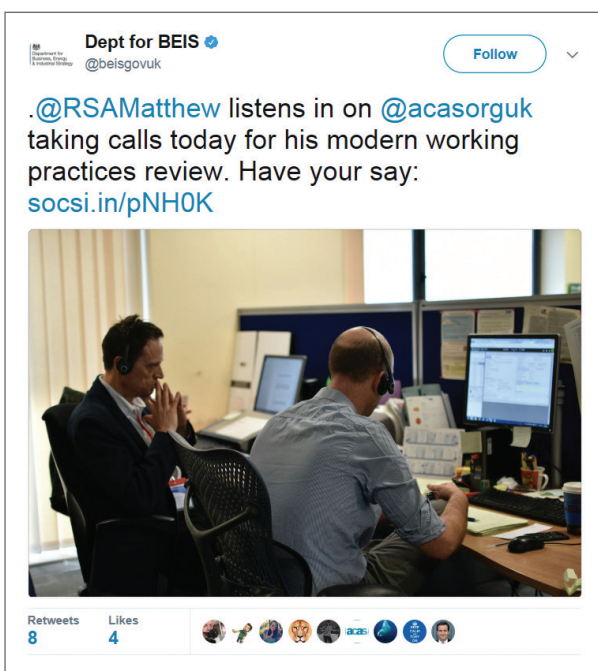 Department for
Business, Energy
& Industrial Strategy
Dept for BEIS
@beisgovuk
Follow
.@RSAMatthew listens in on @acasorguk
taking calls today for his modern working
practices review. Have your say:
socsi.in/pNH0K
Retweets
8
Likes
4
acas